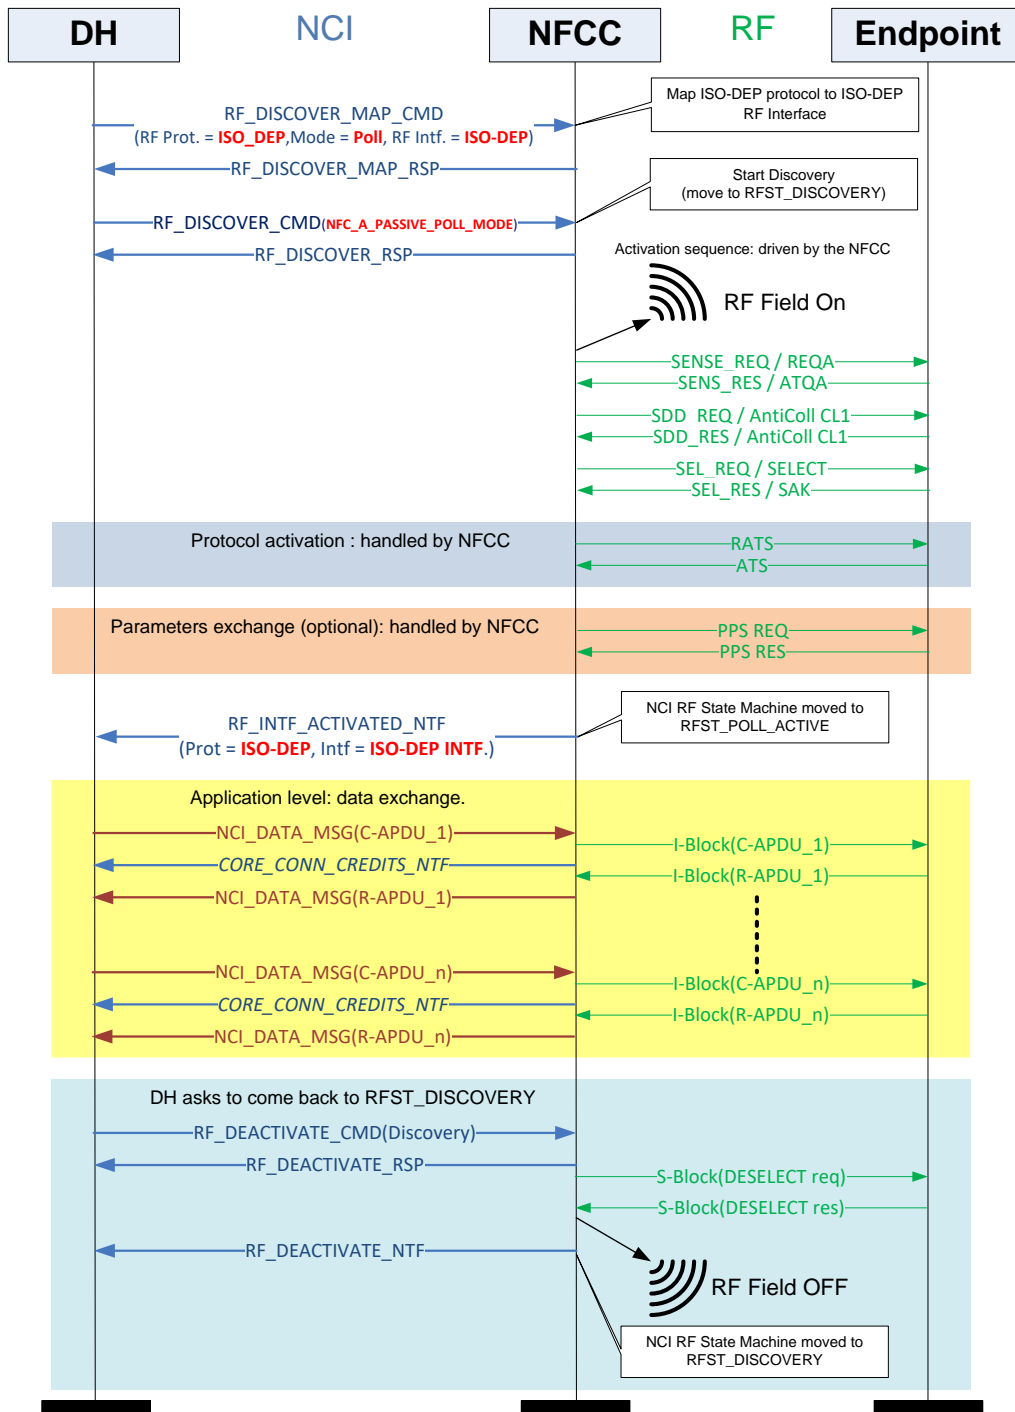 DH
NCI
NFCC
RF
Endpoint
RF_DISCOVER_MAP_CMD
(RF Prot. = ISO_DEP,Mode = Poll, RF Intf. = ISO-DEP)
Map ISO-DEP protocol to ISO-DEP
RF Interface
RF_DISCOVER_MAP_RSP
Start Discovery
(move to RFST_DISCOVERY)
RF_DISCOVER_CMD(NFC_A_PASSIVE_POLL_MODE)
RF_DISCOVER_RSP
Activation sequence: driven by the NFCC
RF Field On
SENSE_REQ / REQA
SENS_RES / ATQA
SDD_REQ / AntiColl CL1
SDD_RES / AntiColl CL1
SEL_REQ / SELECT
SEL_RES / SAK
Protocol activation : handled by NFCC
RATS
ATS
Parameters exchange (optional): handled by NFCC
PPS REQ
PPS RES
RF_INTF_ACTIVATED_NTF
(Prot = ISO-DEP, Intf = ISO-DEP INTF.)
NCI RF State Machine moved to
RFST_POLL_ACTIVE
Application level: data exchange.
NCI_DATA_MSG(C-APDU_1)
I-Block(C-APDU_1)
CORE_CONN_CREDITS_NTF
I-Block(R-APDU_1)
NCI_DATA_MSG(R-APDU_1)
NCI_DATA_MSG(C-APDU_n)
I-Block(C-APDU_n)
CORE_CONN_CREDITS_NTF
I-Block(R-APDU_n)
NCI_DATA_MSG(R-APDU_n)
DH asks to come back to RFST_DISCOVERY
RF_DEACTIVATE_CMD(Discovery)
RF_DEACTIVATE_RSP
S-Block(DESELECT req)
S-Block(DESELECT res)
RF_DEACTIVATE_NTF
RF Field OFF
NCI RF State Machine moved to
RFST_DISCOVERY